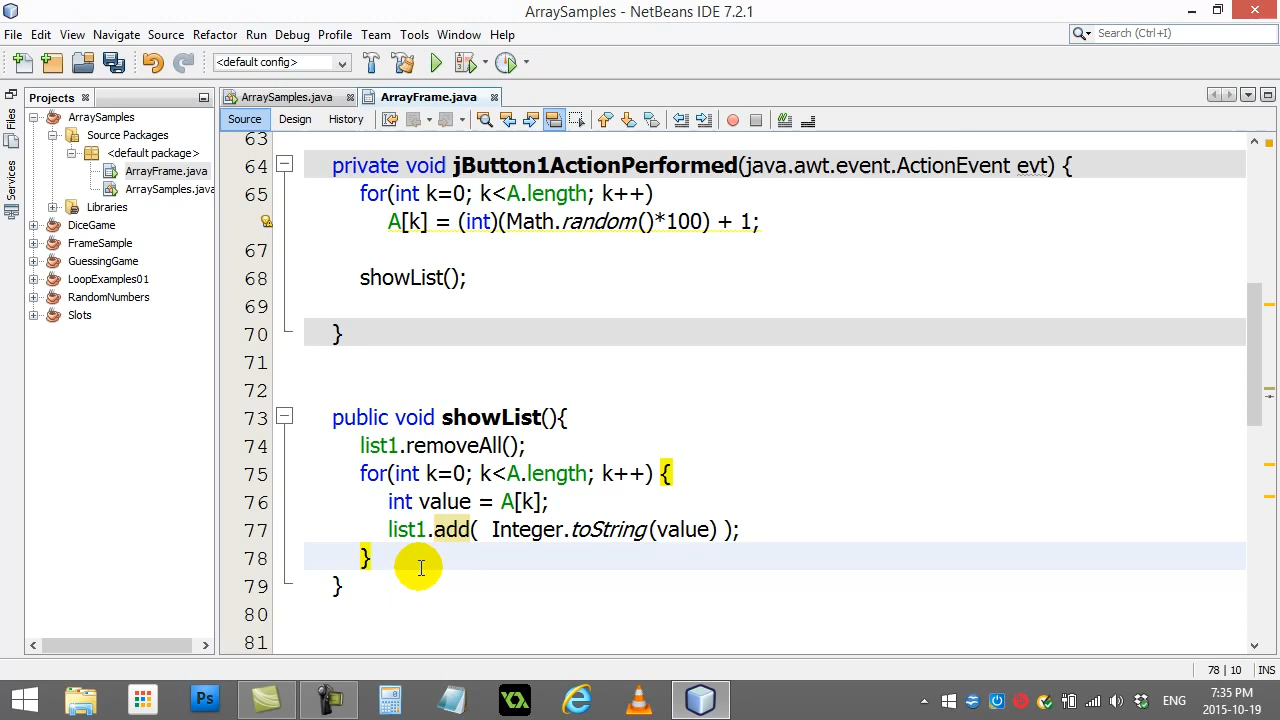 ArraySamples - NetBeans IDE 7.2.1
File Edit View Navigate Source Refactor Run Debug Profile Team Tools Window Help
Search (Ctrl+I)
<default config>
Files
Services
Projects
ArraySamples
Source Packages
<default package>
ArrayFrame.java
ArraySamples.java
Libraries
DiceGame
FrameSample
GuessingGame
LoopExamples01
RandomNumbers
Slots
ArraySamples.java ArrayFrame.java
Source Design History
63
64 private void jButton1ActionPerformed(java.awt.event.ActionEvent evt) {
65 for(int k=0; k<A.length; k++)
A[k] = (int)(Math.random()*100) + 1;
67
68 showList();
69
70 }
71
72
73 public void showList(){
74 list1.removeAll();
75 for(int k=0; k<A.length; k++) {
76 int value = A[k];
77 list1.add( Integer.toString(value) );
78 }
79 }
80
81
78 | 10 INS
Ps
ENG
7:35 PM
2015-10-19